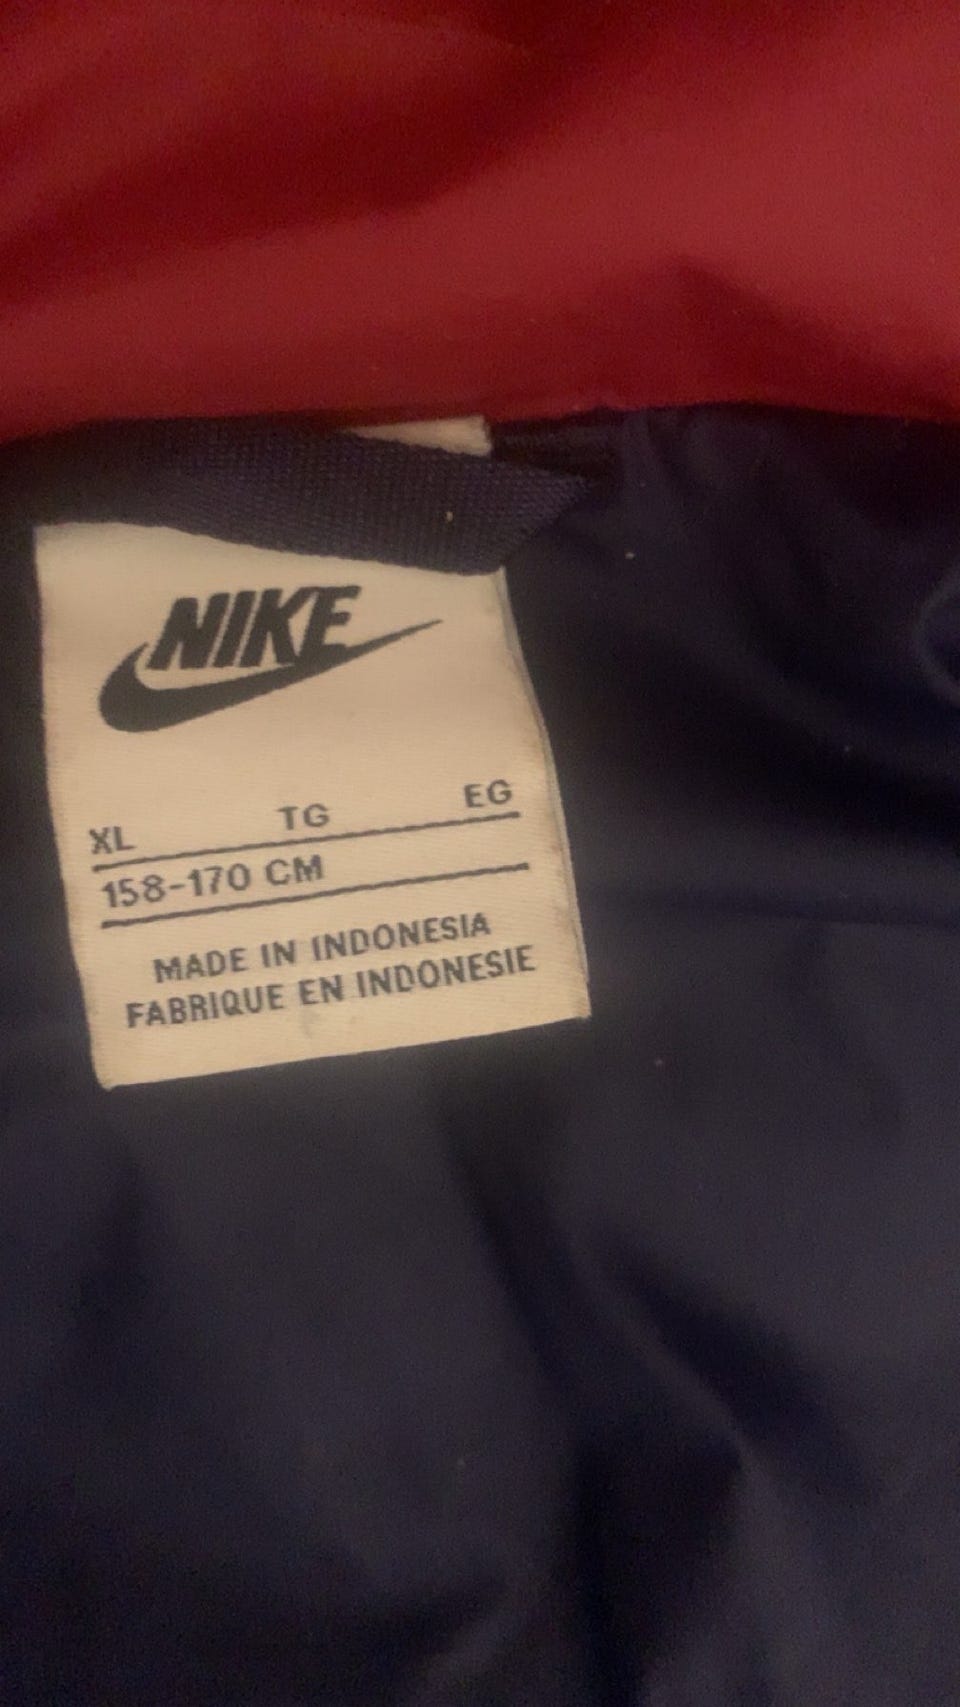 NIKE
XL TG EG
158-170 CM
MADE IN INDONESIA
FABRIQUE EN INDONESIE